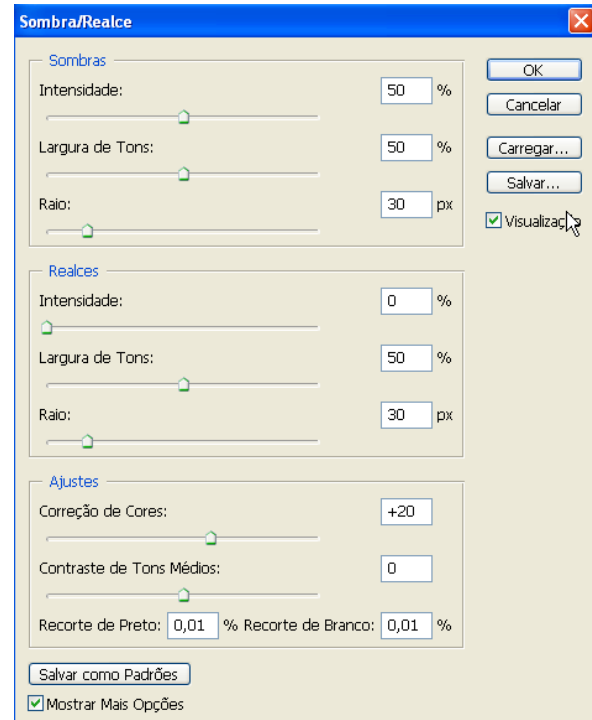 Sombra/Realce
Sombras
Intensidade: 50 %
Largura de Tons: 50 %
Raio: 30 px
Realces
Intensidade: 0 %
Largura de Tons: 50 %
Raio: 30 px
Ajustes
Correção de Cores: +20
Contraste de Tons Médios: 0
Recorte de Preto: 0,01 % Recorte de Branco: 0,01 %
Salvar como Padrões
Mostrar Mais Opções
OK
Cancelar
Carregar...
Salvar...
Visualização